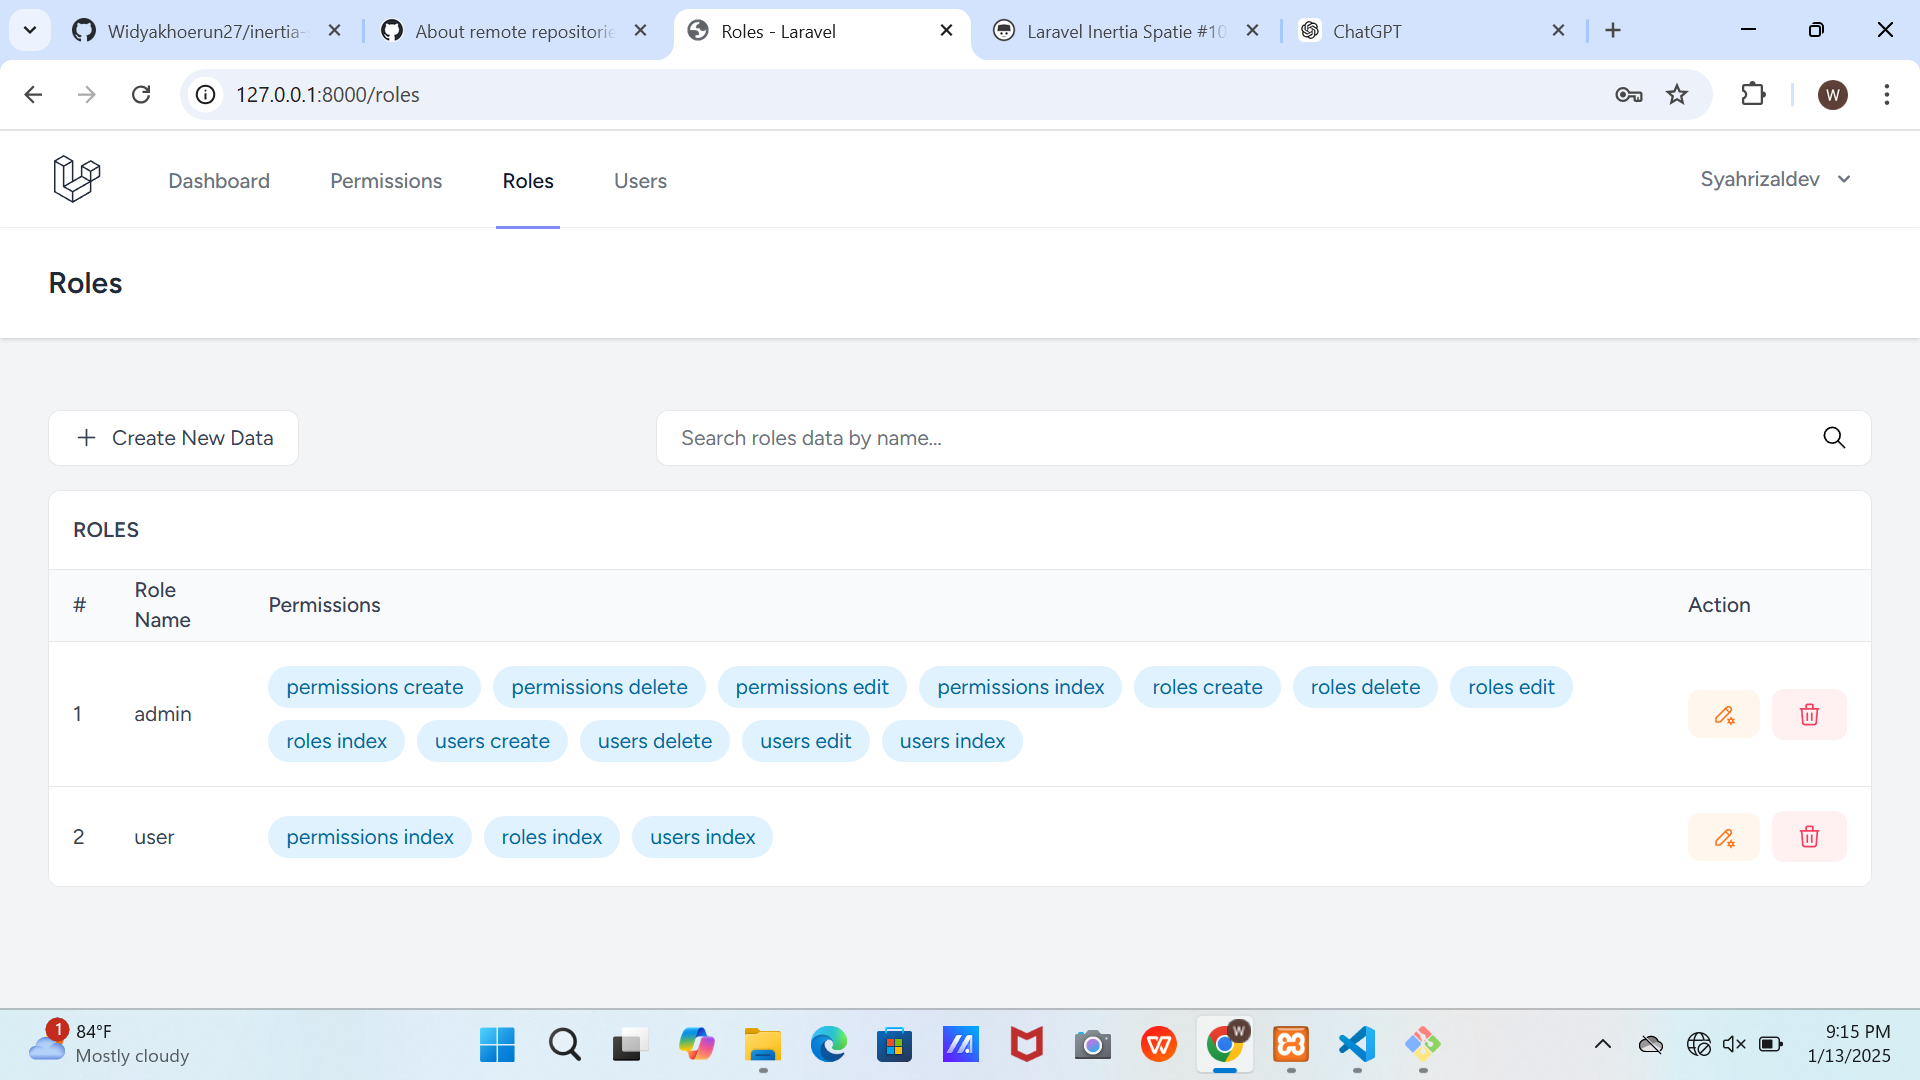 Widyakhoerun27/inertia-
About remote repositorie
Roles - Laravel
Laravel Inertia Spatie #10
ChatGPT
127.0.0.1:8000/roles
W
Dashboard
Permissions
Roles
Users
Syahrizaldev
Roles
Create New Data
Search roles data by name...
ROLES
#
Role Name
Permissions
Action
1
admin
permissions create
permissions delete
permissions edit
permissions index
roles create
roles delete
roles edit
roles index
users create
users delete
users edit
users index
2
user
permissions index
roles index
users index
1
84°F
Mostly cloudy
W
9:15 PM
1/13/2025